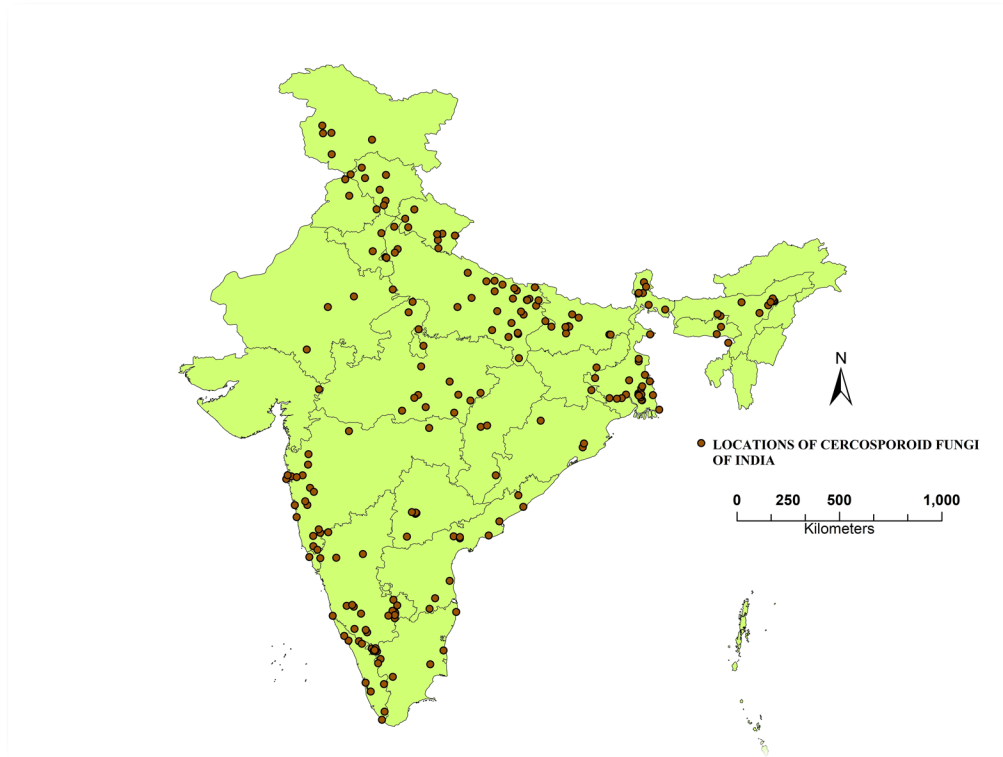 N
LOCATIONS OF CERCOSPOROID FUNGI
OF INDIA
0 250 500 1,000
Kilometers